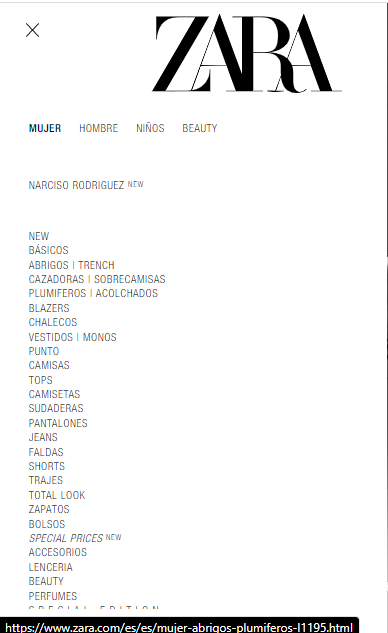 ZARA
MUJER HOMBRE NIÑOS BEAUTY
NARCISO RODRIGUEZ NEW
NEW
BÁSICOS
ABRIGOS | TRENCH
CAZADORAS | SOBRECAMISAS
PLUMIFEROS | ACOLCHADOS
BLAZERS
CHALECOS
VESTIDOS | MONOS
PUNTO
CAMISAS
TOPS
CAMISETAS
SUDADERAS
PANTALONES
JEANS
FALDAS
SHORTS
TRAJES
TOTAL LOOK
ZAPATOS
BOLSOS
SPECIAL PRICES NEW
ACCESORIOS
LENCERIA
BEAUTY
PERFUMES
SPECIAL EDITION
https://www.zara.com/es/es/mujer-abrigos-plumiferos-l1195.html